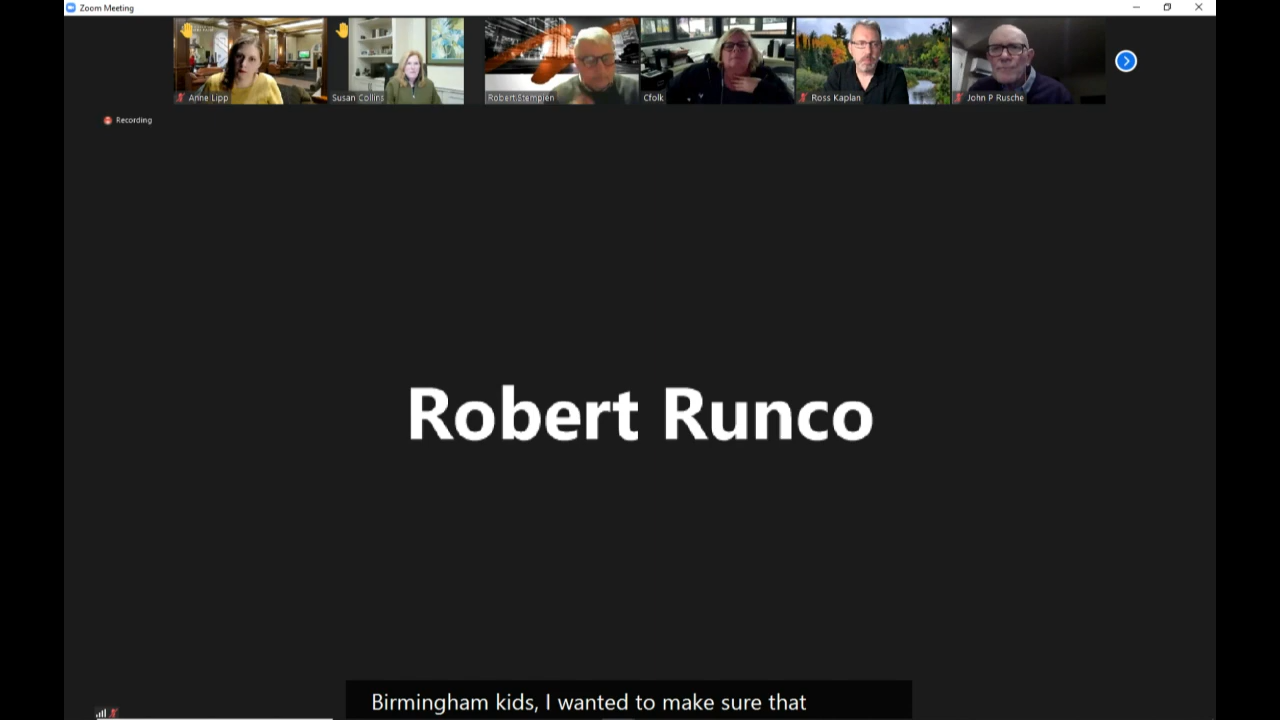 Zoom Meeting
Anne Lipp
Susan Collins
Robert Stempien
Cfolk
Ross Kaplan
John P Rusche
Recording
Robert Runco
Birmingham kids, I wanted to make sure that